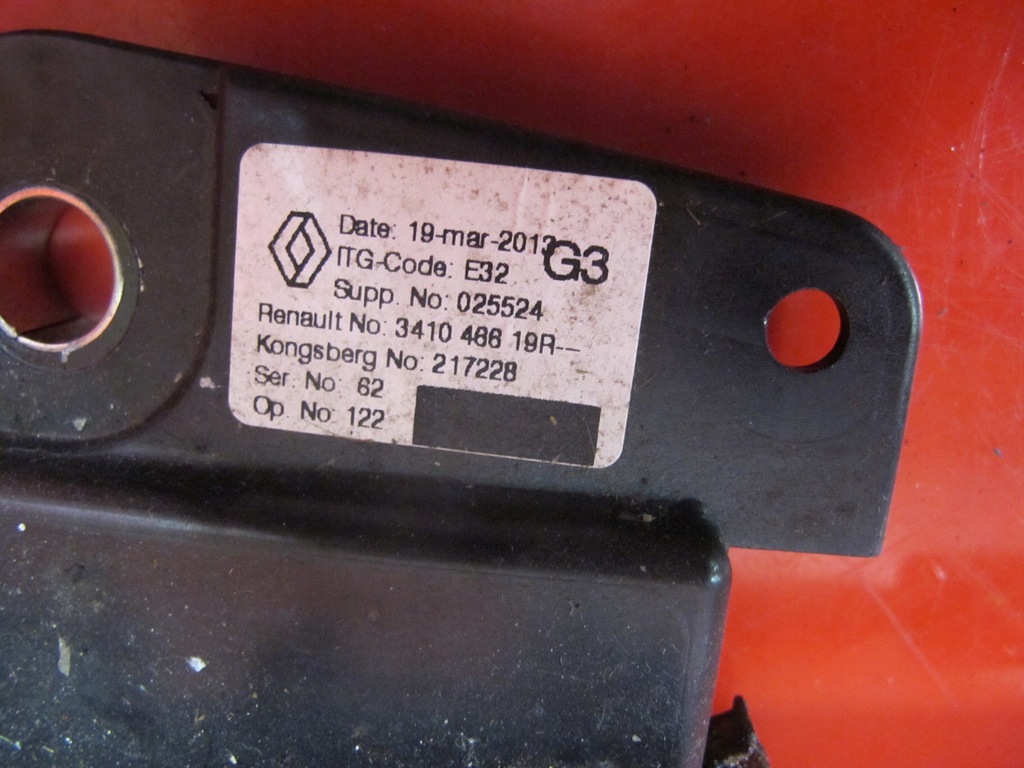 Date: 19-mar-2013
G3
ITG-Code: E32
Supp. No: 025524
Renault No: 3410 466 19R--
Kongsberg No: 217228
Ser. No: 62
Op. No: 122